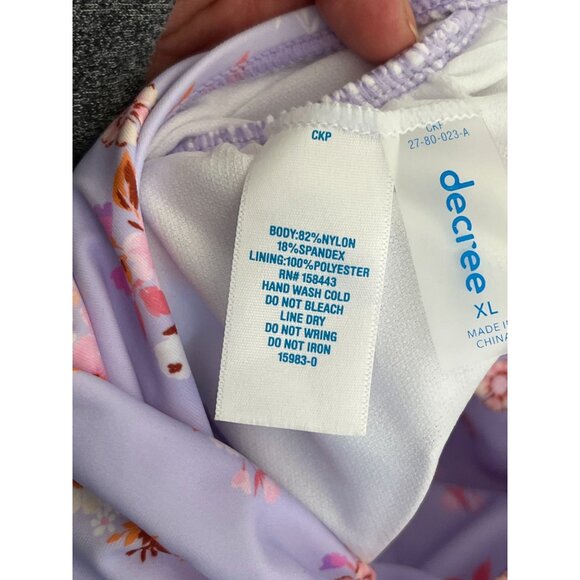 CKP
BODY:82%NYLON
18%SPANDEX
LINING:100%POLYESTER
RN# 158443
HAND WASH COLD
DO NOT BLEACH
LINE DRY
DO NOT WRING
DO NOT IRON
15983-0
CKP
27-80-023-A
decree
XL
MADE IN
CHINA